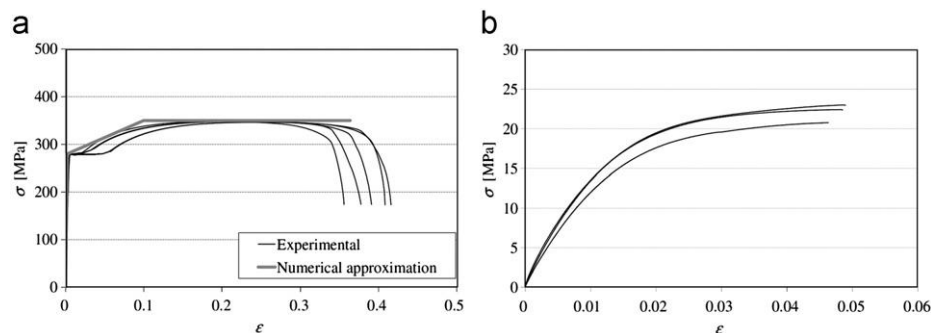 a
500
400
300
200
100
0
σ [MPa]
Experimental
Numerical approximation
0 0.1 0.2 0.3 0.4 0.5
ε
b
30
25
20
15
10
5
0
σ [MPa]
0.00 0.01 0.02 0.03 0.04 0.05 0.06
ε